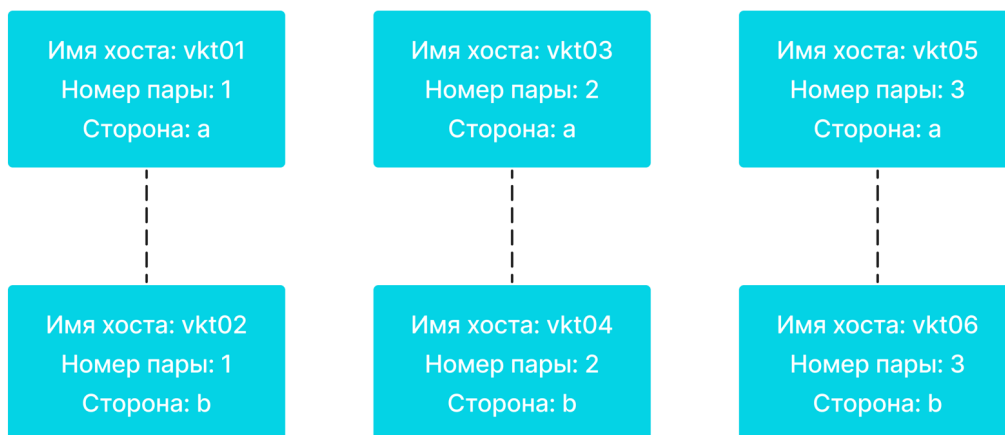 Имя хоста: vkt01
Номер пары: 1
Сторона: a
Имя хоста: vkt03
Номер пары: 2
Сторона: a
Имя хоста: vkt05
Номер пары: 3
Сторона: a
Имя хоста: vkt02
Номер пары: 1
Сторона: b
Имя хоста: vkt04
Номер пары: 2
Сторона: b
Имя хоста: vkt06
Номер пары: 3
Сторона: b